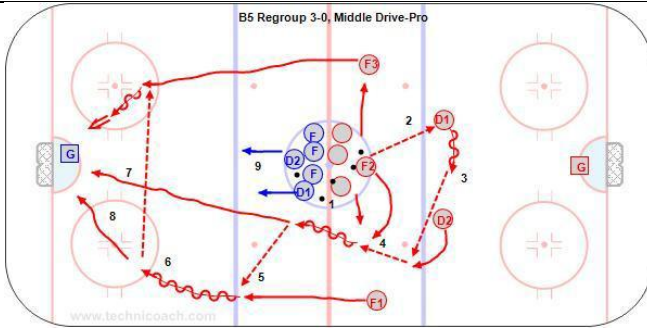 B5 Regroup 3-0, Middle Drive-Pro
F3
2
D1
F
F
D2
F
D1
9
F2
1
3
D2
4
G
G
7
8
6
5
F1
www.technicoach.com